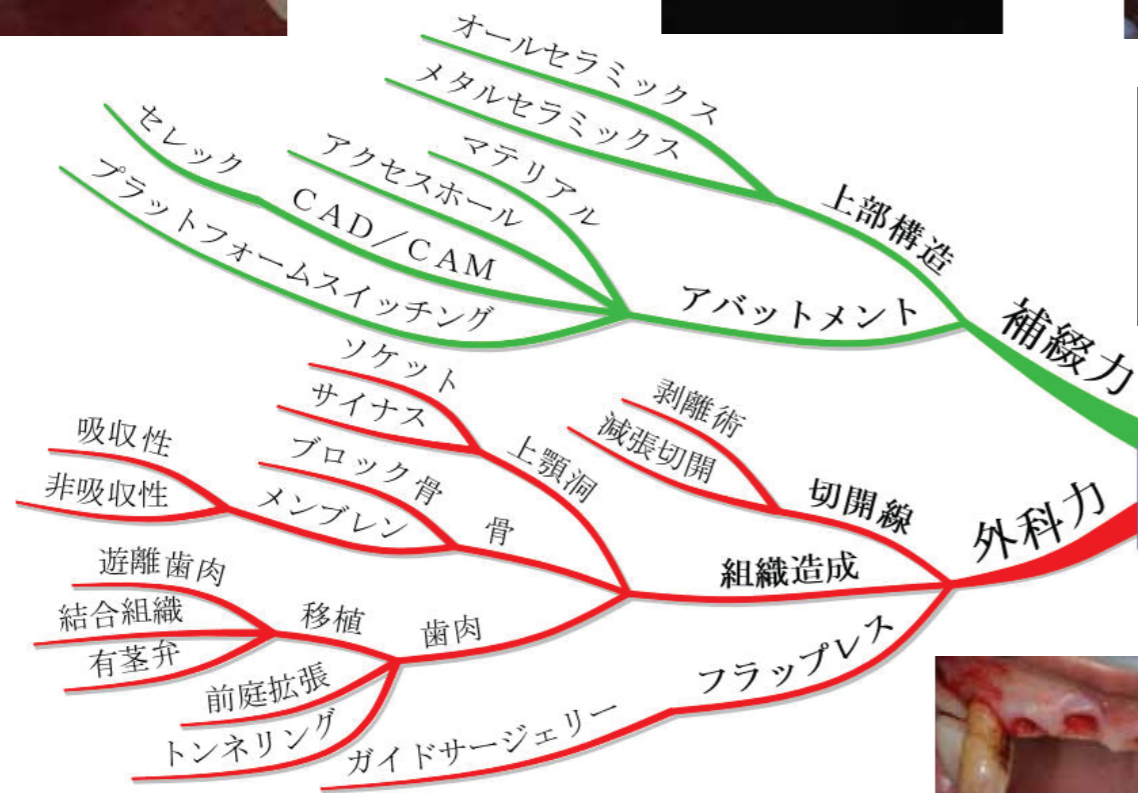 オールセラミックス
メタルセラミックス
上部構造
マテリアル
アクセスホール
セレック
CAD/CAM
プラットフォームスイッチング
アバットメント
補綴力
剥離術
減張切開
切開線
外科力
ソケット
サイナス
上顎洞
ブロック骨
吸収性
非吸収性
メンブレン
骨
組織造成
遊離歯肉
結合組織
有茎弁
移植
前庭拡張
トンネリング
歯肉
フラップレス
ガイドサージェリー